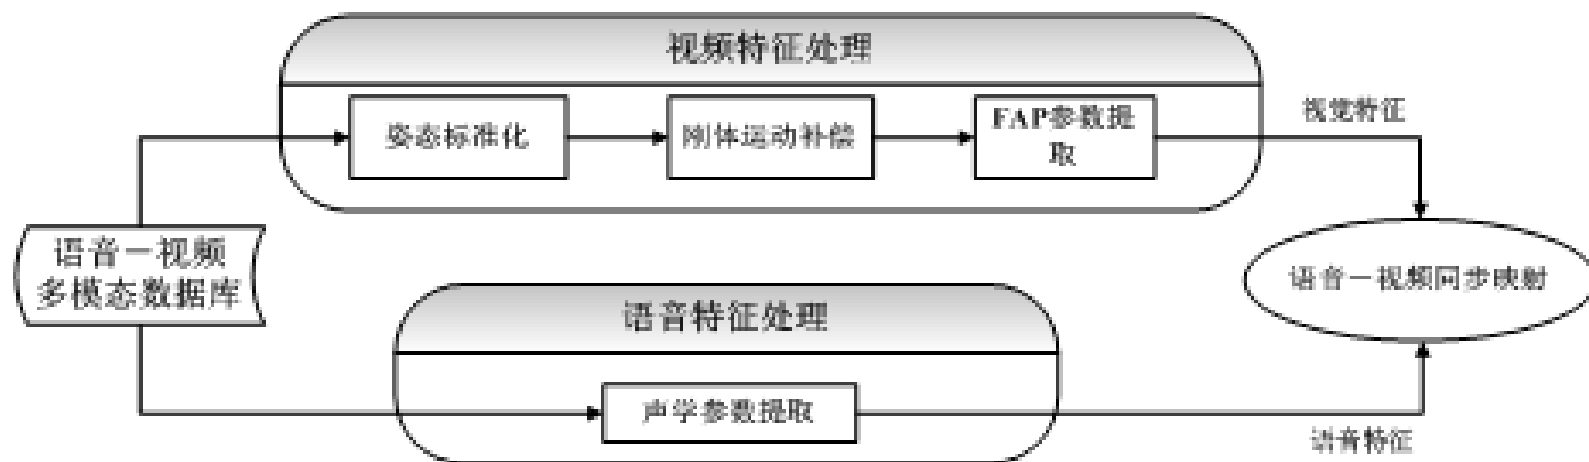 视频特征处理
姿态标准化
刚体运动补偿
FAP参数提
取
视觉特征
语音－视频
多模态数据库
语音－视频同步映射
语音特征处理
声学参数提取
语音特征